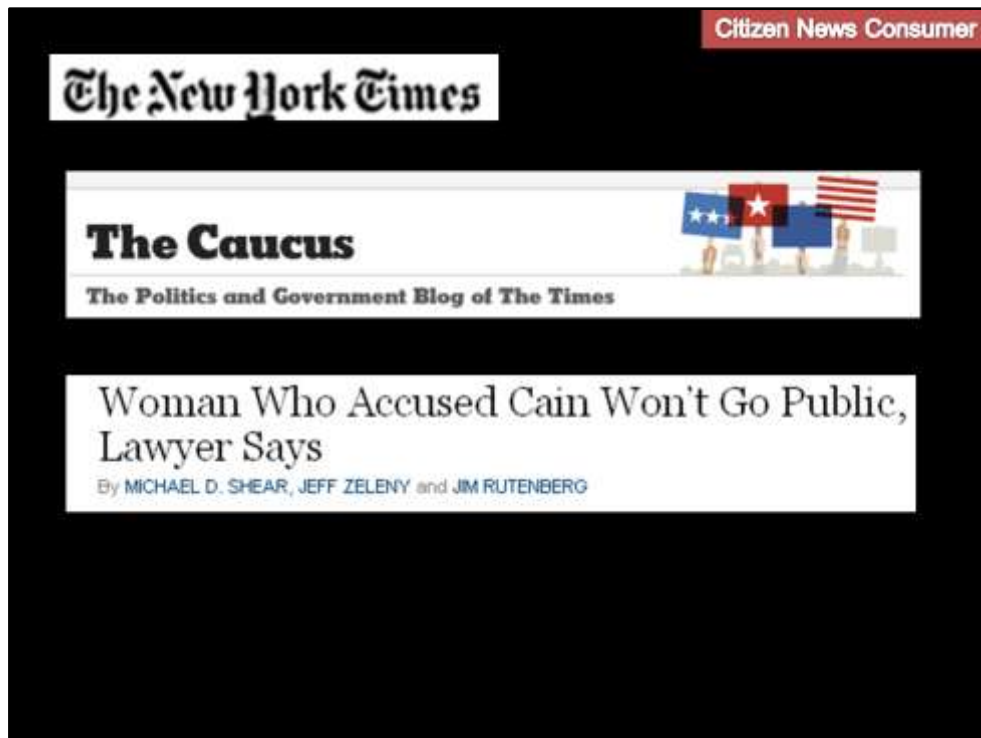 Citizen News Consumer
The New York Times
The Caucus
The Politics and Government Blog of The Times
Woman Who Accused Cain Won't Go Public,
Lawyer Says
By MICHAEL D. SHEAR, JEFF ZELENY and JIM RUTENBERG